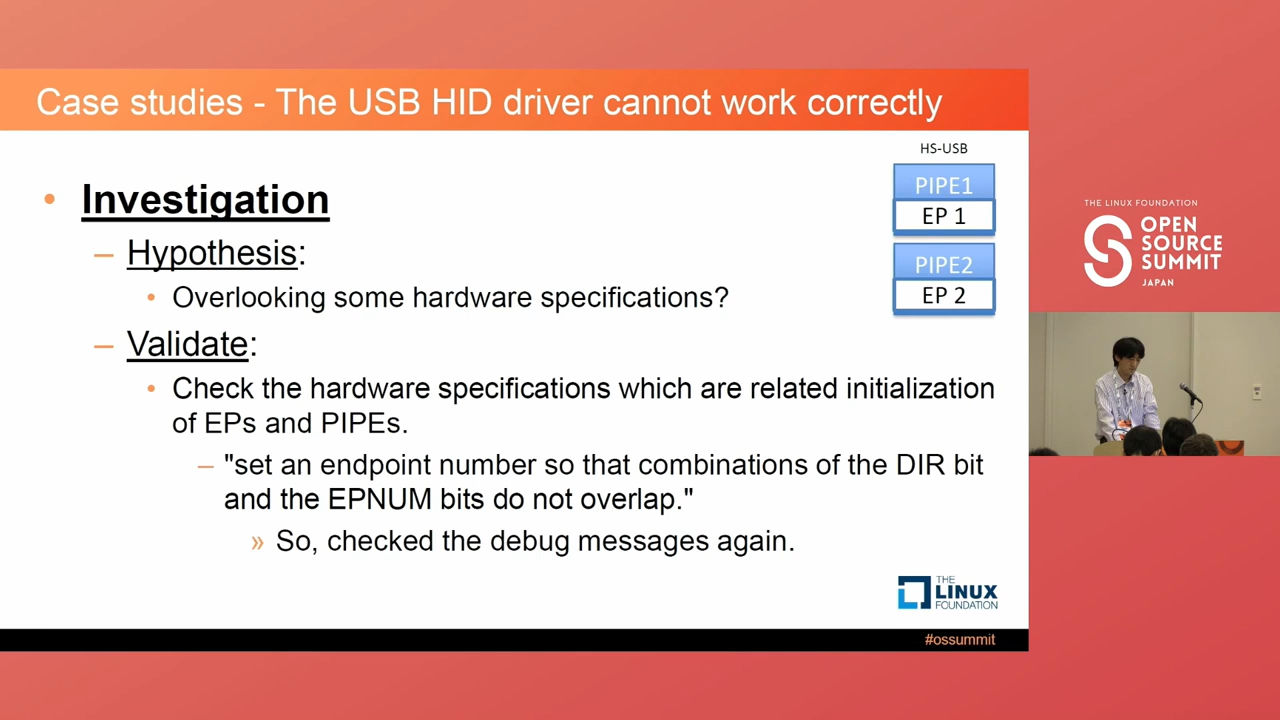 Case studies - The USB HID driver cannot work correctly
HS-USB
PIPE1
EP 1
PIPE2
EP 2
• Investigation
– Hypothesis:
• Overlooking some hardware specifications?
– Validate:
• Check the hardware specifications which are related initialization
of EPs and PIPEs.
– "set an endpoint number so that combinations of the DIR bit
and the EPNUM bits do not overlap."
» So, checked the debug messages again.
THE
LINUX
FOUNDATION
#ossummit
THE LINUX FOUNDATION
OPEN
SOURCE
SUMMIT
JAPAN